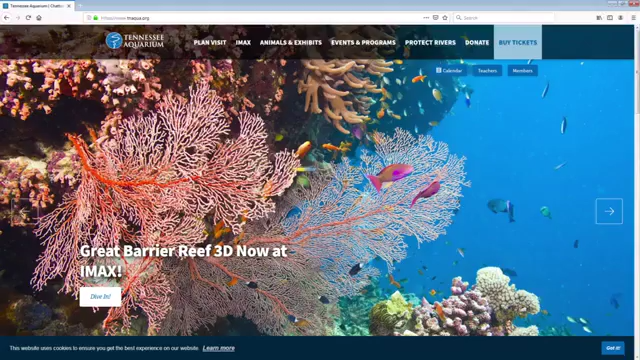 Tennessee Aquarium | Chatta
tnaqua.org
Search
TENNESSEE
AQUARIUM
PLAN VISIT
IMAX
ANIMALS & EXHIBITS
EVENTS & PROGRAMS
PROTECT RIVERS
DONATE
BUY TICKETS
Calendar
Teachers
Members
Great Barrier Reef 3D Now at
IMAX!
Dive In!
This website uses cookies to ensure you get the best experience on our website. Learn more
Got it!